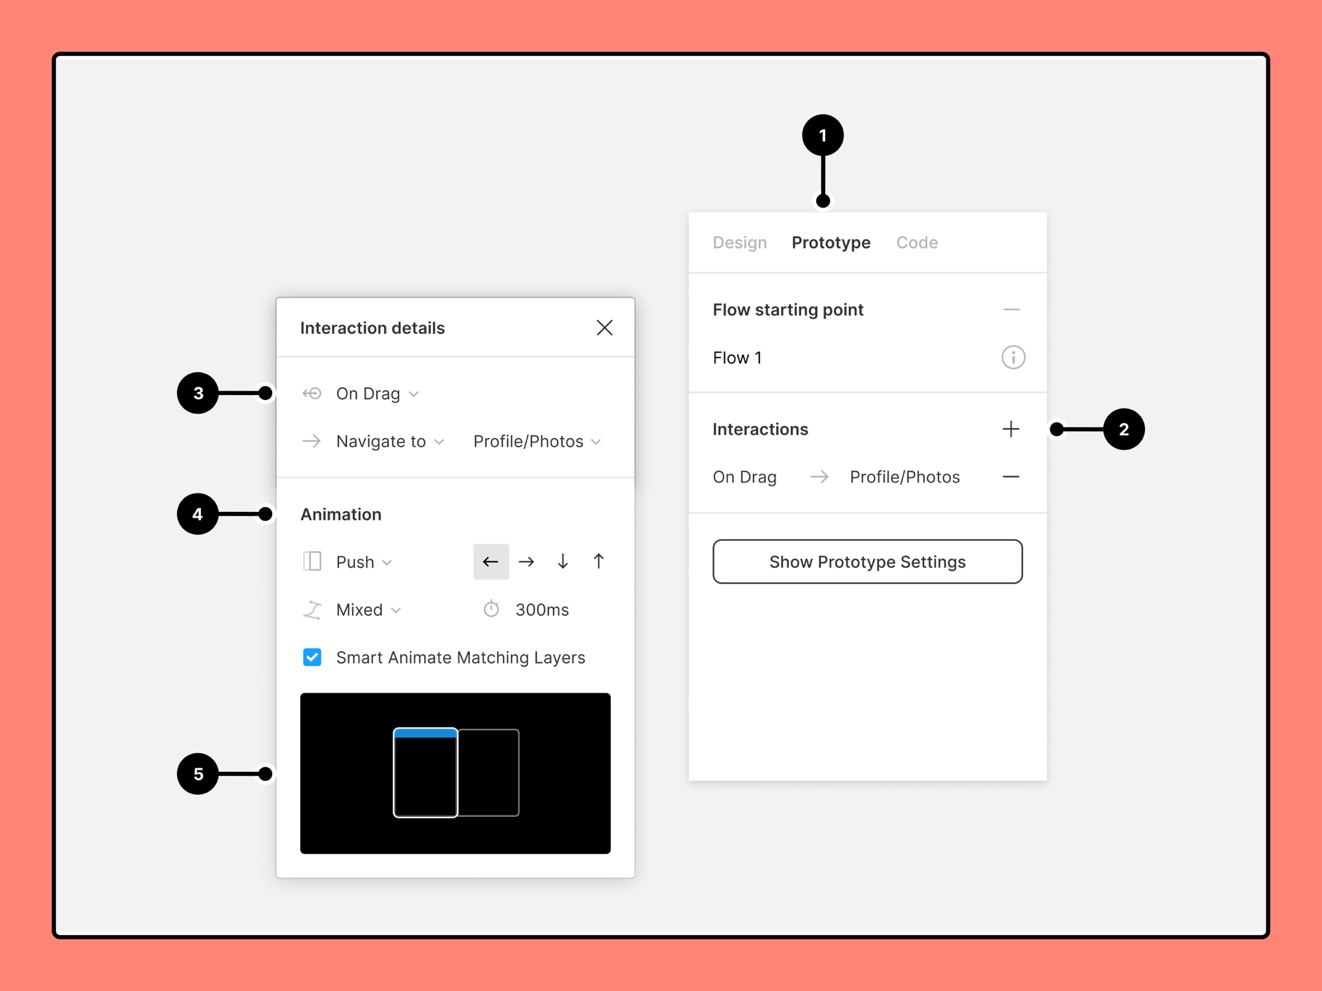 1
Design Prototype Code
Flow starting point
Flow 1
Interactions
2
On Drag Profile/Photos
Show Prototype Settings
Interaction details
3
On Drag
Navigate to Profile/Photos
4
Animation
Push
Mixed 300ms
Smart Animate Matching Layers
5